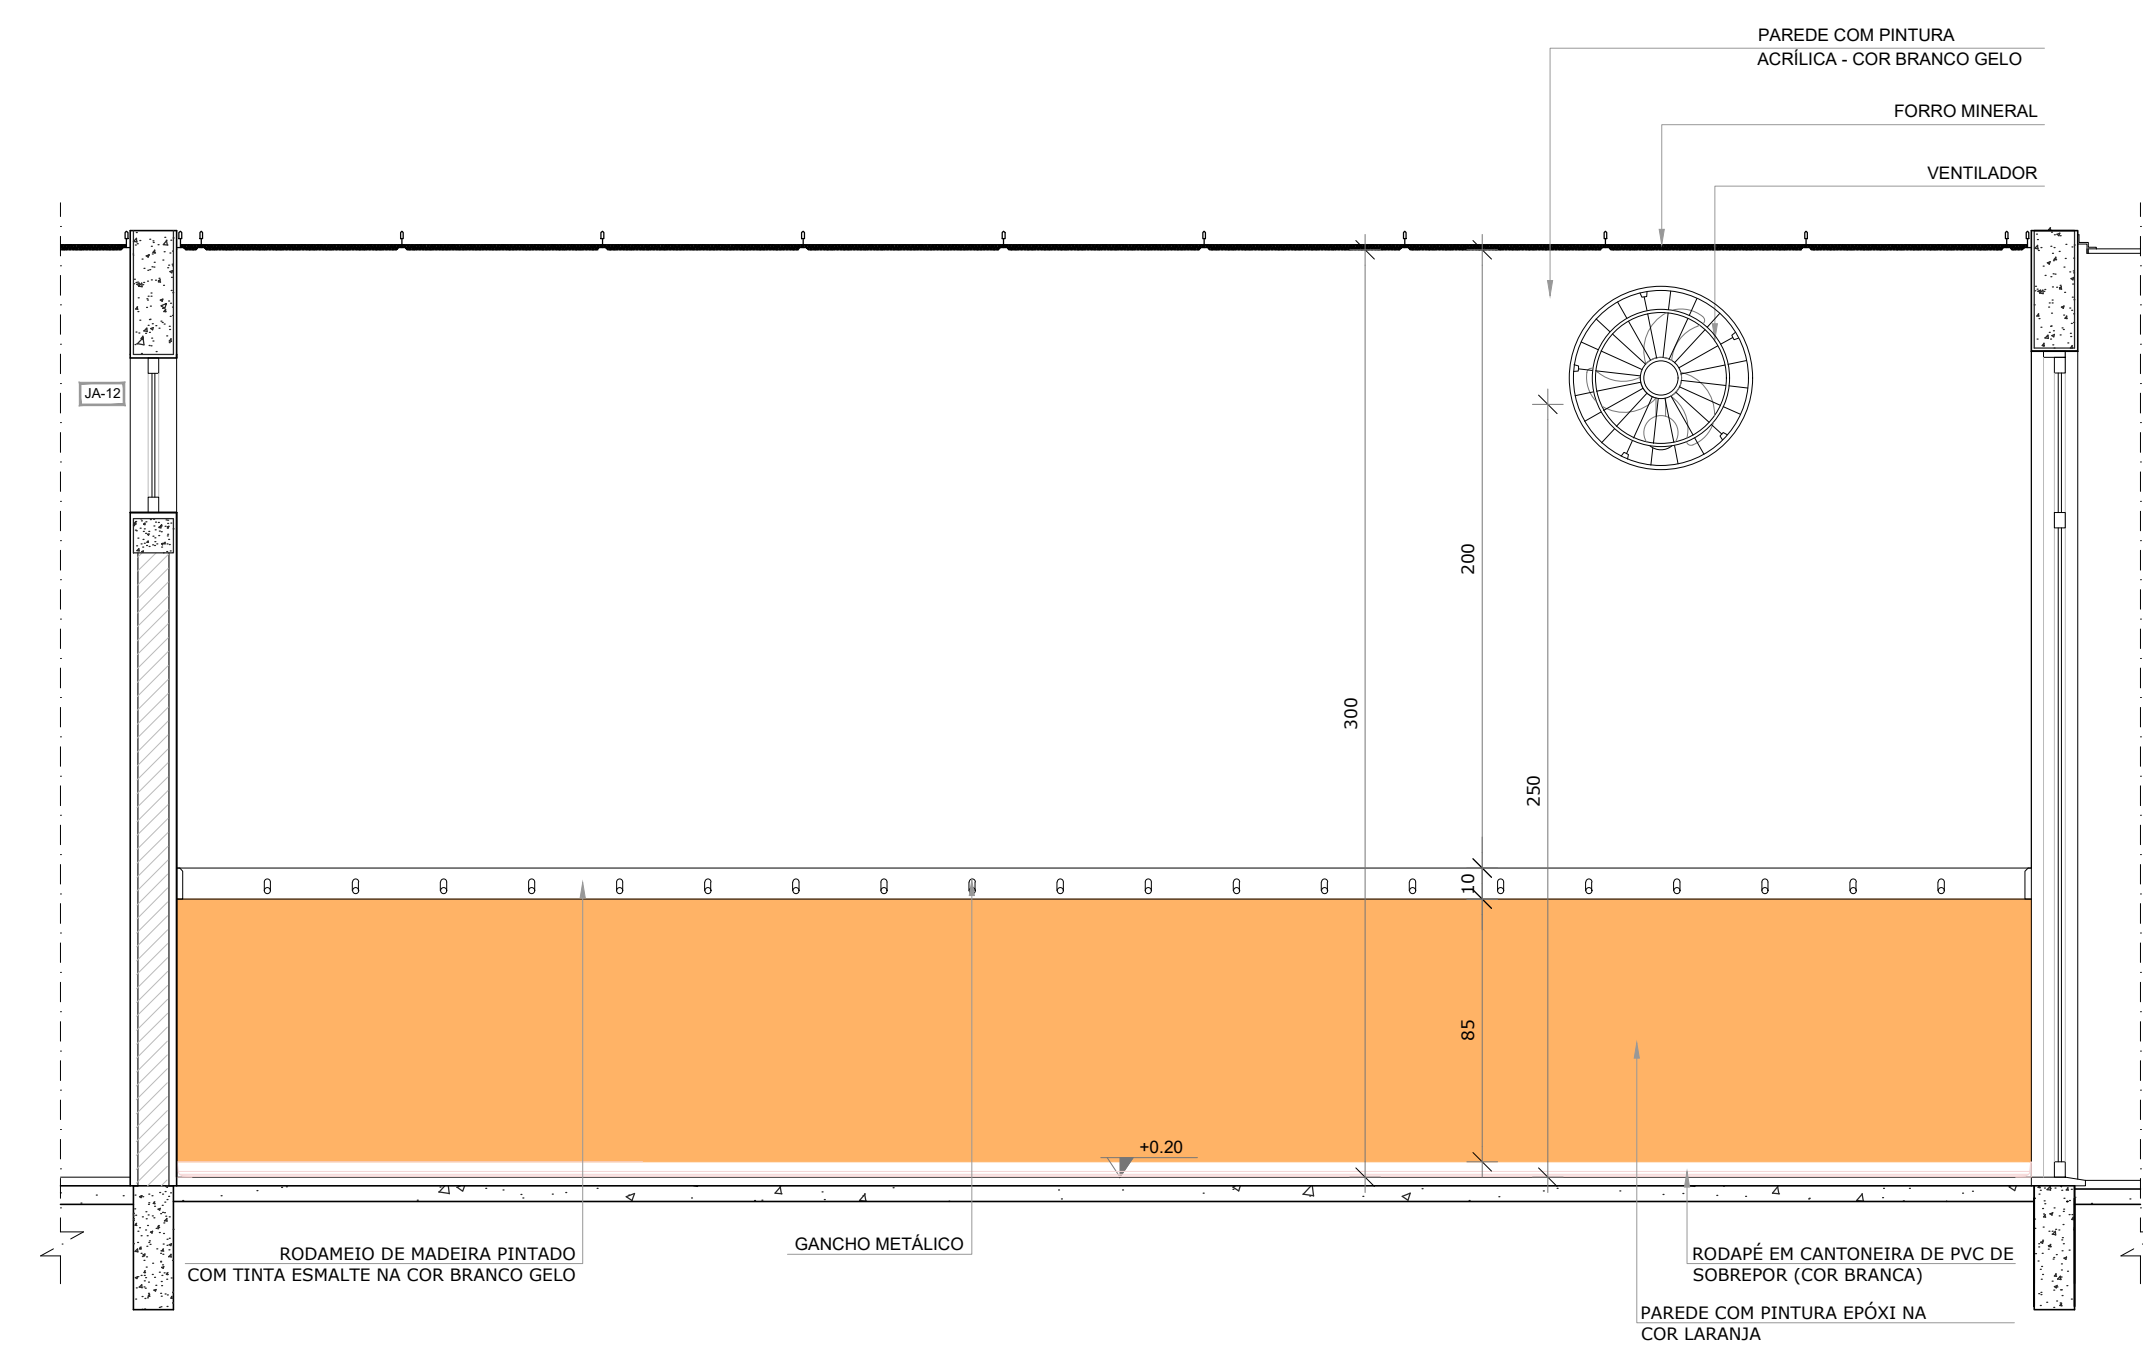 PAREDE COM PINTURA
ACRÍLICA - COR BRANCO GELO
FORRO MINERAL
VENTILADOR
JA-12
200
300
250
10
85
+0.20
GANCHO METÁLICO
RODAMEIO DE MADEIRA PINTADO
COM TINTA ESMALTE NA COR BRANCO GELO
RODAPÉ EM CANTONEIRA DE PVC DE
SOBREPOR (COR BRANCA)
PAREDE COM PINTURA EPÓXI NA
COR LARANJA